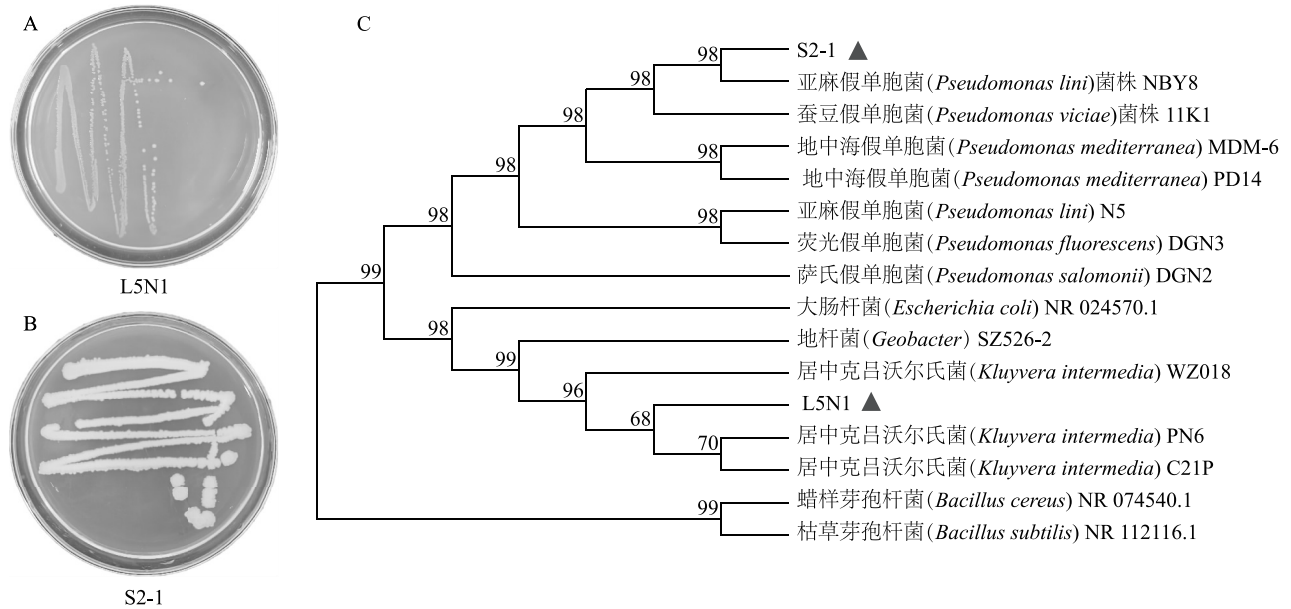 A
L5N1
B
S2-1
C
98
S2-1 ▲
98
亚麻假单胞菌(Pseudomonas lini)菌株 NBY8
98
蚕豆假单胞菌(Pseudomonas viciae)菌株 11K1
98
98
地中海假单胞菌(Pseudomonas mediterranea) MDM-6
地中海假单胞菌(Pseudomonas mediterranea) PD14
98
98
亚麻假单胞菌(Pseudomonas lini) N5
荧光假单胞菌(Pseudomonas fluorescens) DGN3
99
萨氏假单胞菌(Pseudomonas salomonii) DGN2
98
大肠杆菌(Escherichia coli) NR 024570.1
99
地杆菌(Geobacter) SZ526-2
96
居中克吕沃尔氏菌(Kluyvera intermedia) WZ018
68
L5N1 ▲
70
居中克吕沃尔氏菌(Kluyvera intermedia) PN6
居中克吕沃尔氏菌(Kluyvera intermedia) C21P
99
蜡样芽孢杆菌(Bacillus cereus) NR 074540.1
枯草芽孢杆菌(Bacillus subtilis) NR 112116.1